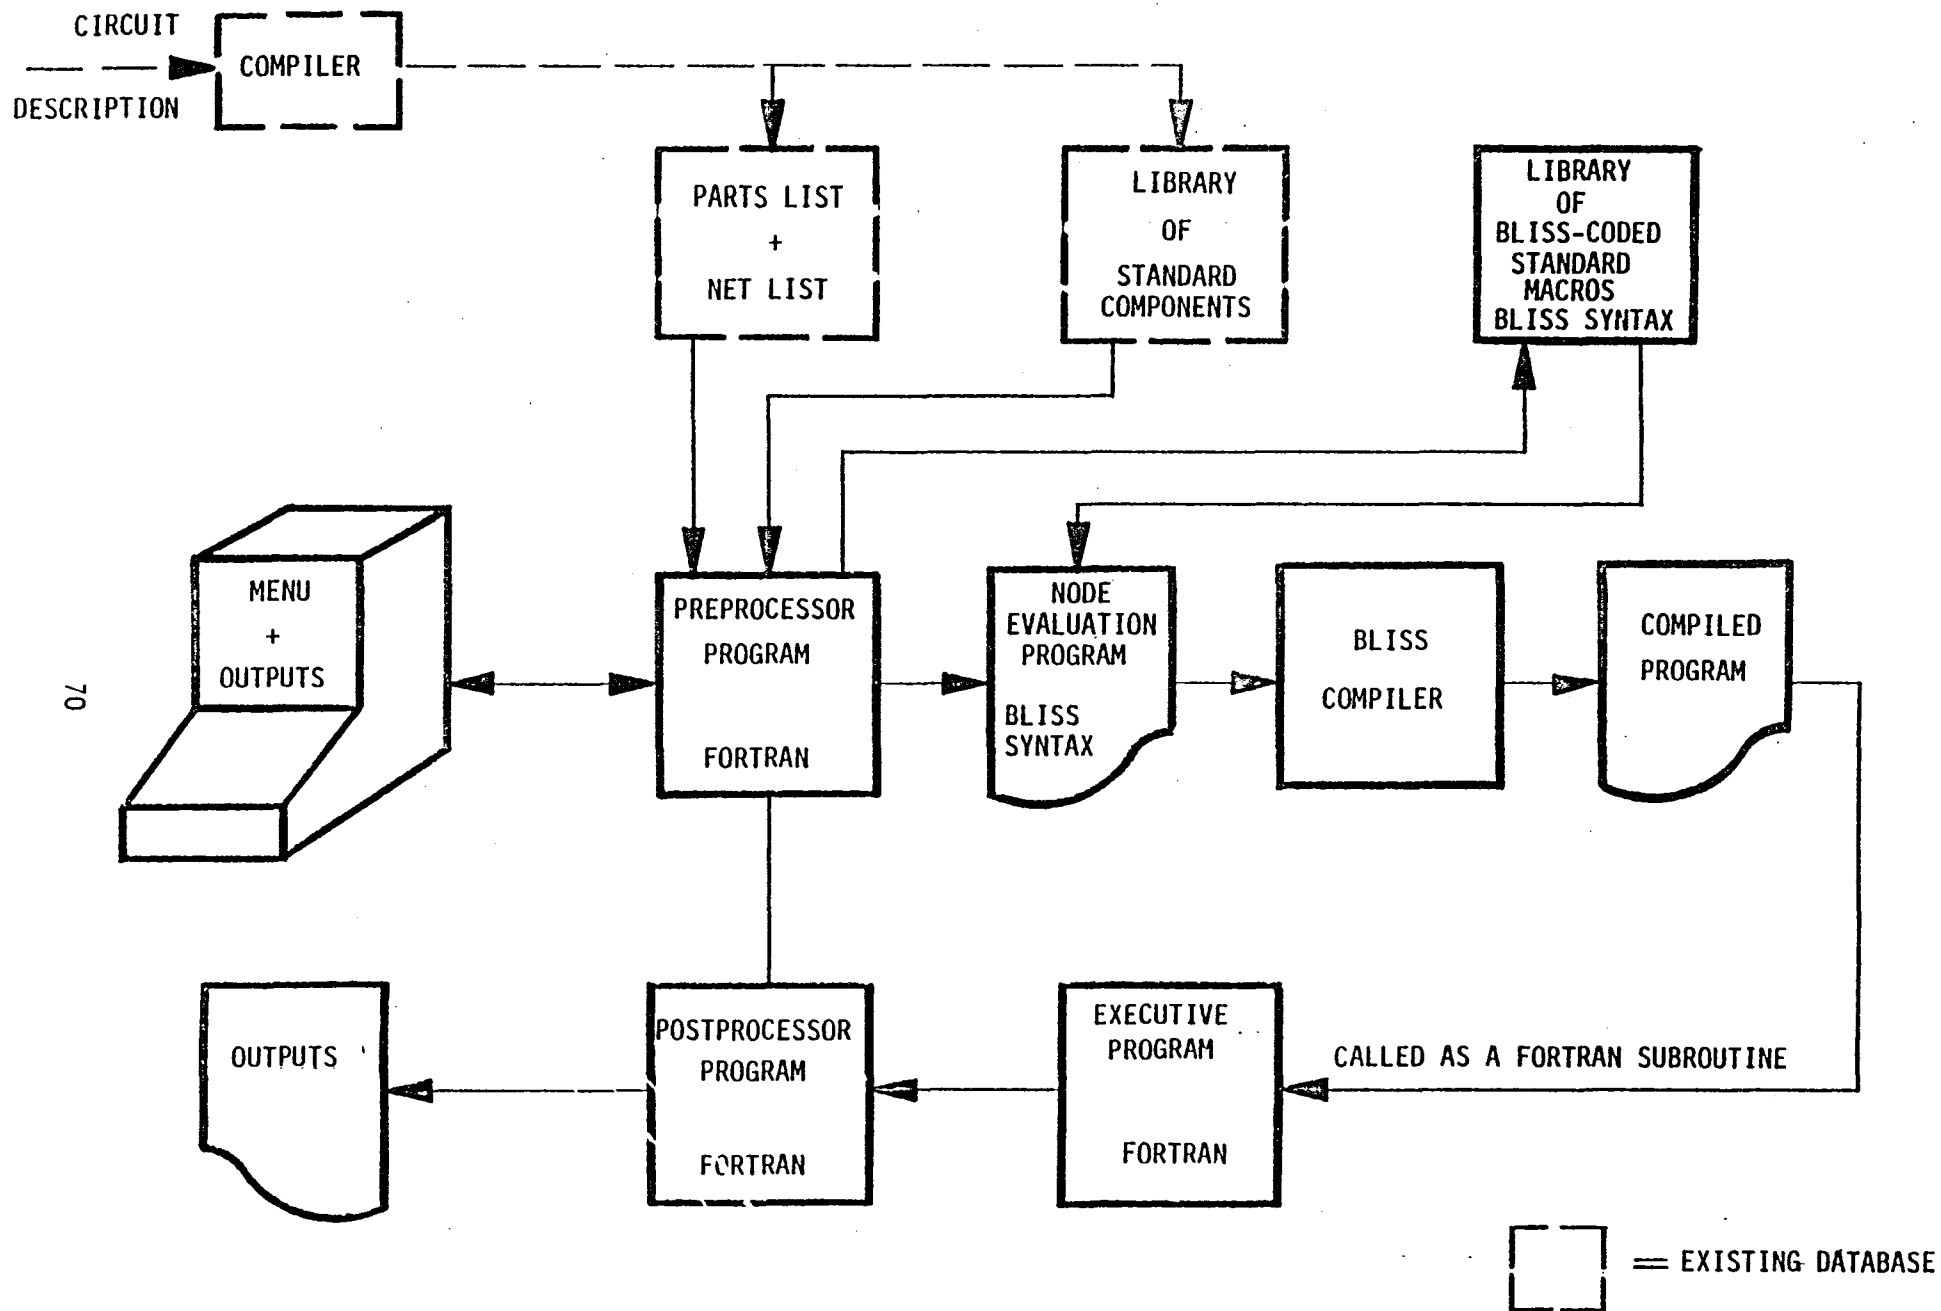 CIRCUIT
DESCRIPTION
COMPILER
PARTS LIST
+
NET LIST
LIBRARY
OF
STANDARD
COMPONENTS
LIBRARY
OF
BLISS-CODED
STANDARD
MACROS
BLISS SYNTAX
MENU
+
OUTPUTS
PREPROCESSOR
PROGRAM
FORTRAN
NODE
EVALUATION
PROGRAM
BLISS
SYNTAX
BLISS
COMPILER
COMPILED
PROGRAM
70
OUTPUTS
POSTPROCESSOR
PROGRAM
FORTRAN
EXECUTIVE
PROGRAM
FORTRAN
CALLED AS A FORTRAN SUBROUTINE
= EXISTING DATABASE